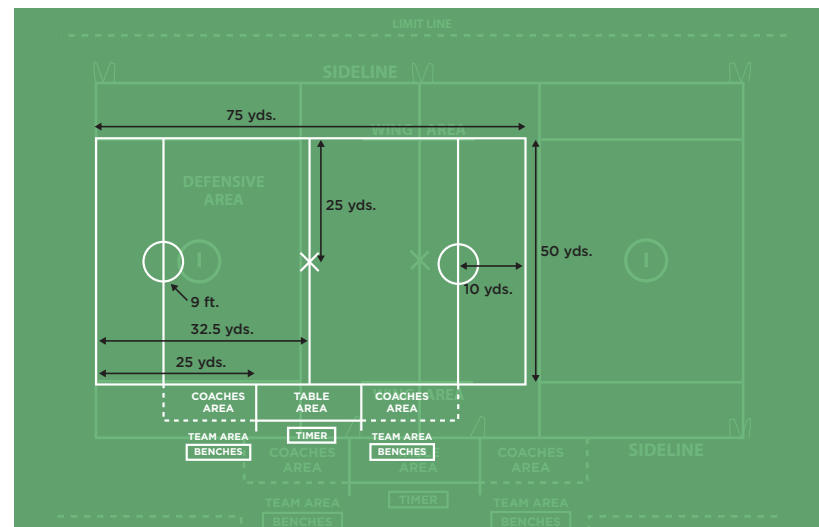 LIMIT LINE
SIDELINE
75 yds.
WING AREA
DEFENSIVE
AREA
25 yds.
50 yds.
10 yds.
9 ft.
32.5 yds.
25 yds.
COACHES
AREA
TABLE
AREA
COACHES
AREA
WING AREA
TEAM AREA
BENCHES
TIMER
TEAM AREA
BENCHES
SIDELINE
COACHES
AREA
AREA
COACHES
AREA
TIMER
TEAM AREA
BENCHES
TEAM AREA
BENCHES